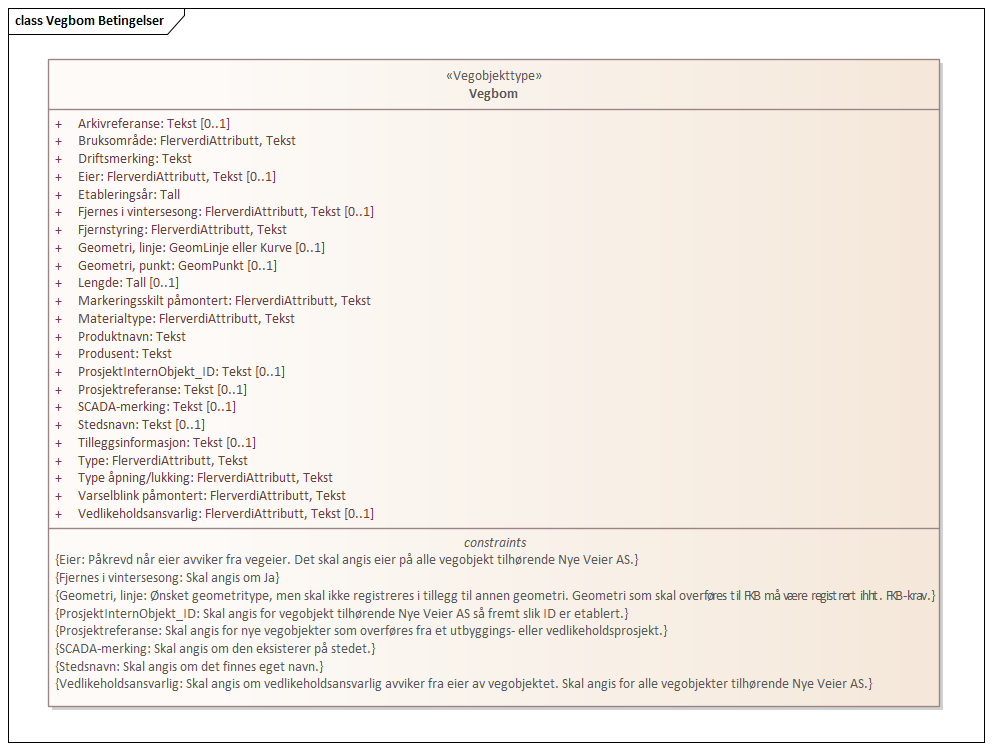 class Vegbom Betingelser
«Vegobjekttype»
Vegbom
+ Arkivreferanse: Tekst [0..1]
+ Bruksområde: FlerverdiAttributt, Tekst
+ Driftsmerking: Tekst
+ Eier: FlerverdiAttributt, Tekst [0..1]
+ Etableringsår: Tall
+ Fjernes i vintersesong: FlerverdiAttributt, Tekst [0..1]
+ Fjernstyring: FlerverdiAttributt, Tekst
+ Geometri, linje: GeomLinje eller Kurve [0..1]
+ Geometri, punkt: GeomPunkt [0..1]
+ Lengde: Tall [0..1]
+ Markeringsskilt påmontert: FlerverdiAttributt, Tekst
+ Materialtype: FlerverdiAttributt, Tekst
+ Produktnavn: Tekst
+ Produsent: Tekst
+ ProsjektInternObjekt_ID: Tekst [0..1]
+ Prosjektreferanse: Tekst [0..1]
+ SCADA-merking: Tekst [0..1]
+ Stedsnavn: Tekst [0..1]
+ Tilleggsinformasjon: Tekst [0..1]
+ Type: FlerverdiAttributt, Tekst
+ Type åpning/lukking: FlerverdiAttributt, Tekst
+ Varselblink påmontert: FlerverdiAttributt, Tekst
+ Vedlikeholdsansvarlig: FlerverdiAttributt, Tekst [0..1]
constraints
{Eier: Påkrevd når eier avviker fra vegeier. Det skal angis eier på alle vegobjekt tilhørende Nye Veier AS.}
{Fjernes i vintersesong: Skal angis om Ja}
{Geometri, linje: Ønsket geometritype, men skal ikke registreres i tillegg til annen geometri. Geometri som skal overføres til FKB må være registrert ihht. FKB-krav.}
{ProsjektInternObjekt_ID: Skal angis for vegobjekt tilhørende Nye Veier AS så fremt slik ID er etablert.}
{Prosjektreferanse: Skal angis for nye vegobjekter som overføres fra et utbyggings- eller vedlikeholdsprosjekt.}
{SCADA-merking: Skal angis om den eksisterer på stedet.}
{Stedsnavn: Skal angis om det finnes eget navn.}
{Vedlikeholdsansvarlig: Skal angis om vedlikeholdsansvarlig avviker fra eier av vegobjektet. Skal angis for alle vegobjekter tilhørende Nye Veier AS.}